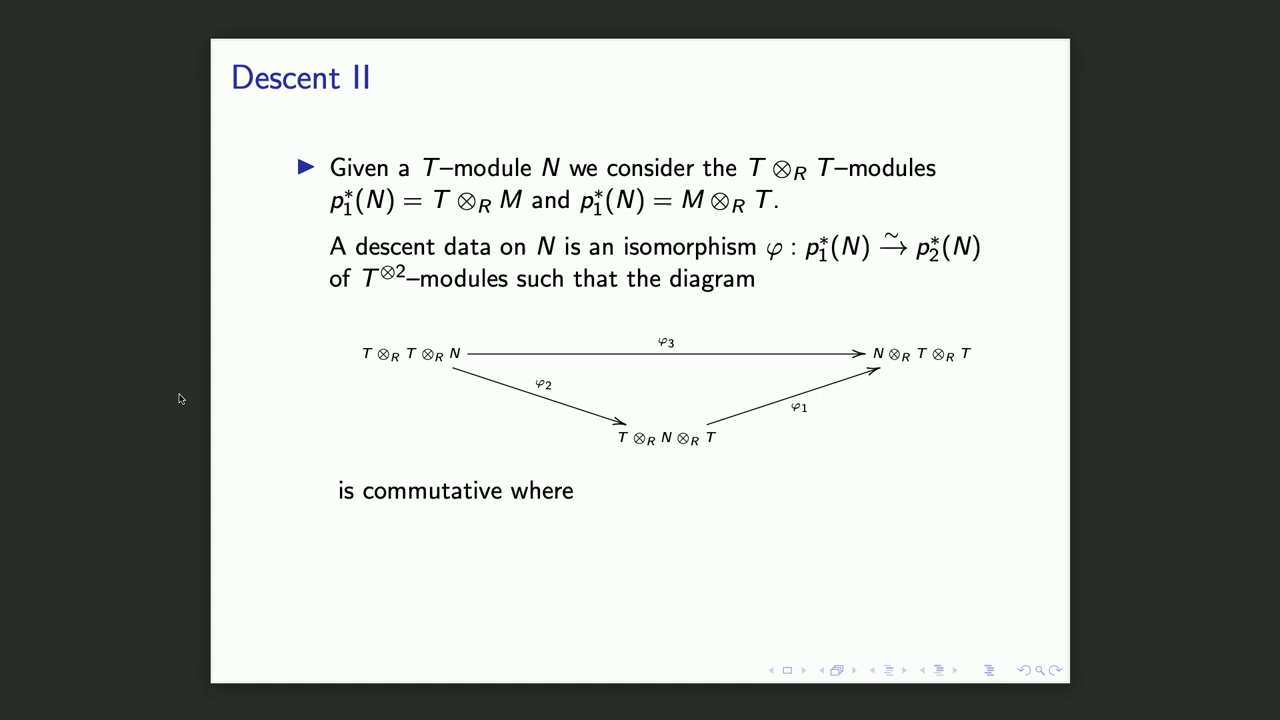 Descent II
▶ Given a T–module N we consider the T ⊗_R T–modules
p₁*(N) = T ⊗_R M and p₁*(N) = M ⊗_R T.
A descent data on N is an isomorphism φ : p₁*(N) →~ p₂*(N)
of T^{⊗2}–modules such that the diagram
φ₃
T ⊗_R T ⊗_R N
N ⊗_R T ⊗_R T
φ₂
φ₁
T ⊗_R N ⊗_R T
is commutative where